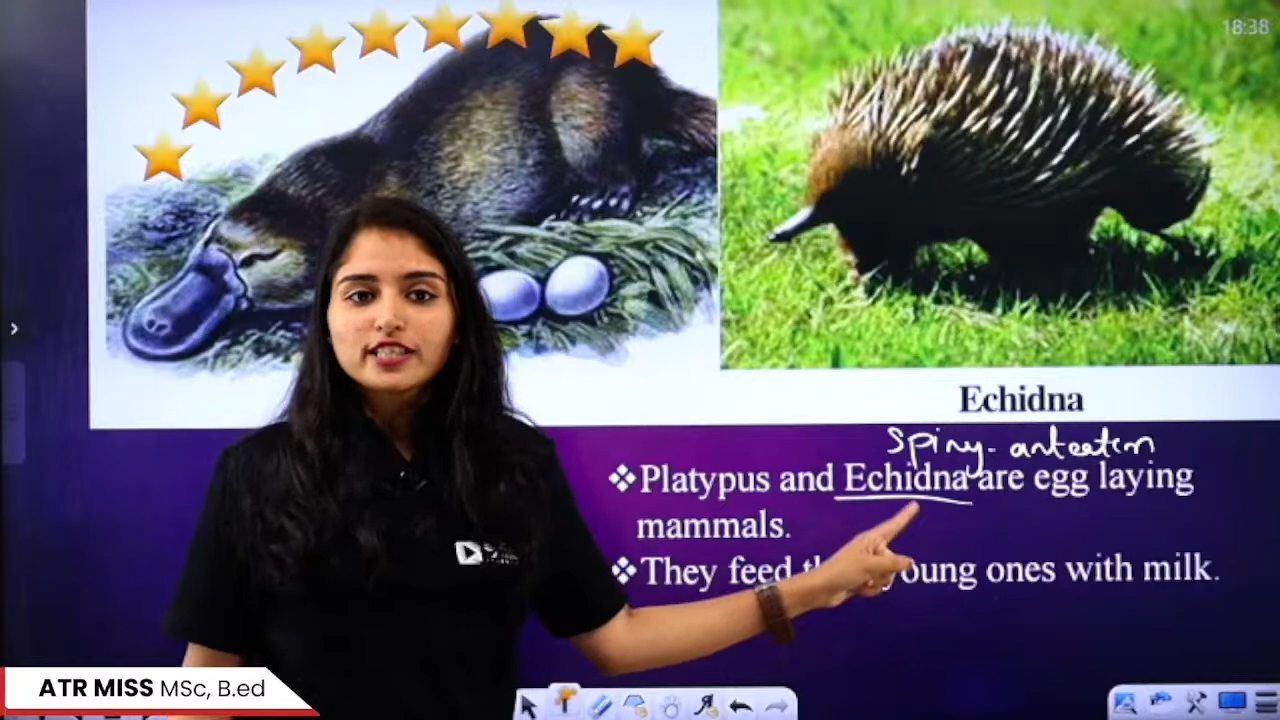 18:38
Echidna
Spiny-anteater
❖Platypus and Echidna are egg laying
mammals.
❖They feed young ones with milk.
ATR MISS MSc, B.ed